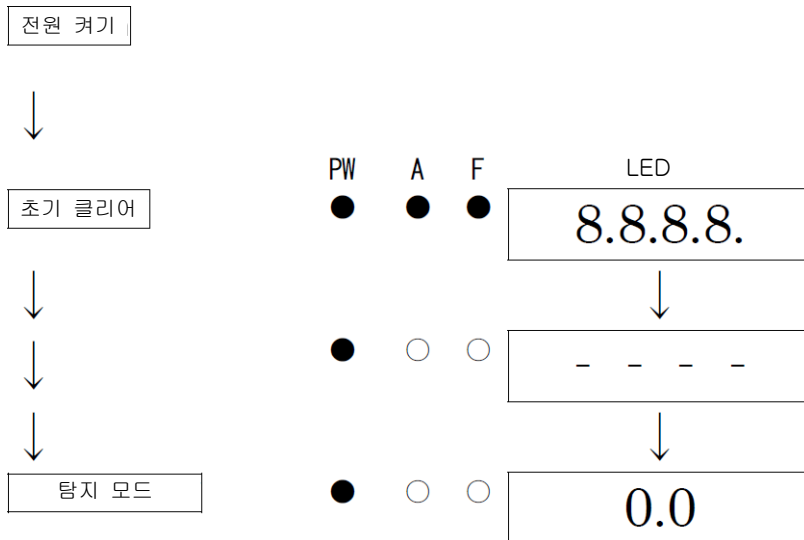 전원 켜기
PW A F LED
초기 클리어 ● ● ● 8.8.8.8.
● ○ ○ - - - -
탐지 모드 ● ○ ○ 0.0